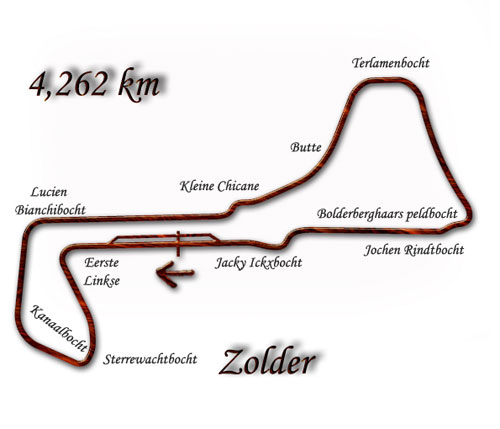 Terlamenbocht
4,262 km
Butte
Kleine Chicane
Lucien
Bianchibocht
Bolderberghaars peldbocht
Jochen Rindtbocht
Eerste
Linkse
Jacky Ickxbocht
Kanaalbocht
Sterrewachtbocht
Zolder